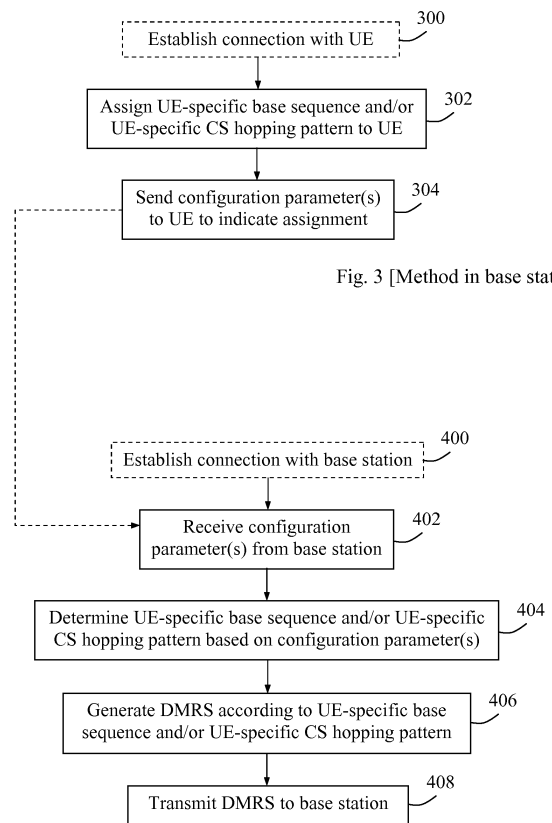 300
Establish connection with UE
302
Assign UE-specific base sequence and/or
UE-specific CS hopping pattern to UE
304
Send configuration parameter(s)
to UE to indicate assignment
Fig. 3 [Method in base stat
400
Establish connection with base station
402
Receive configuration
parameter(s) from base station
404
Determine UE-specific base sequence and/or UE-specific
CS hopping pattern based on configuration parameter(s)
406
Generate DMRS according to UE-specific base
sequence and/or UE-specific CS hopping pattern
408
Transmit DMRS to base station